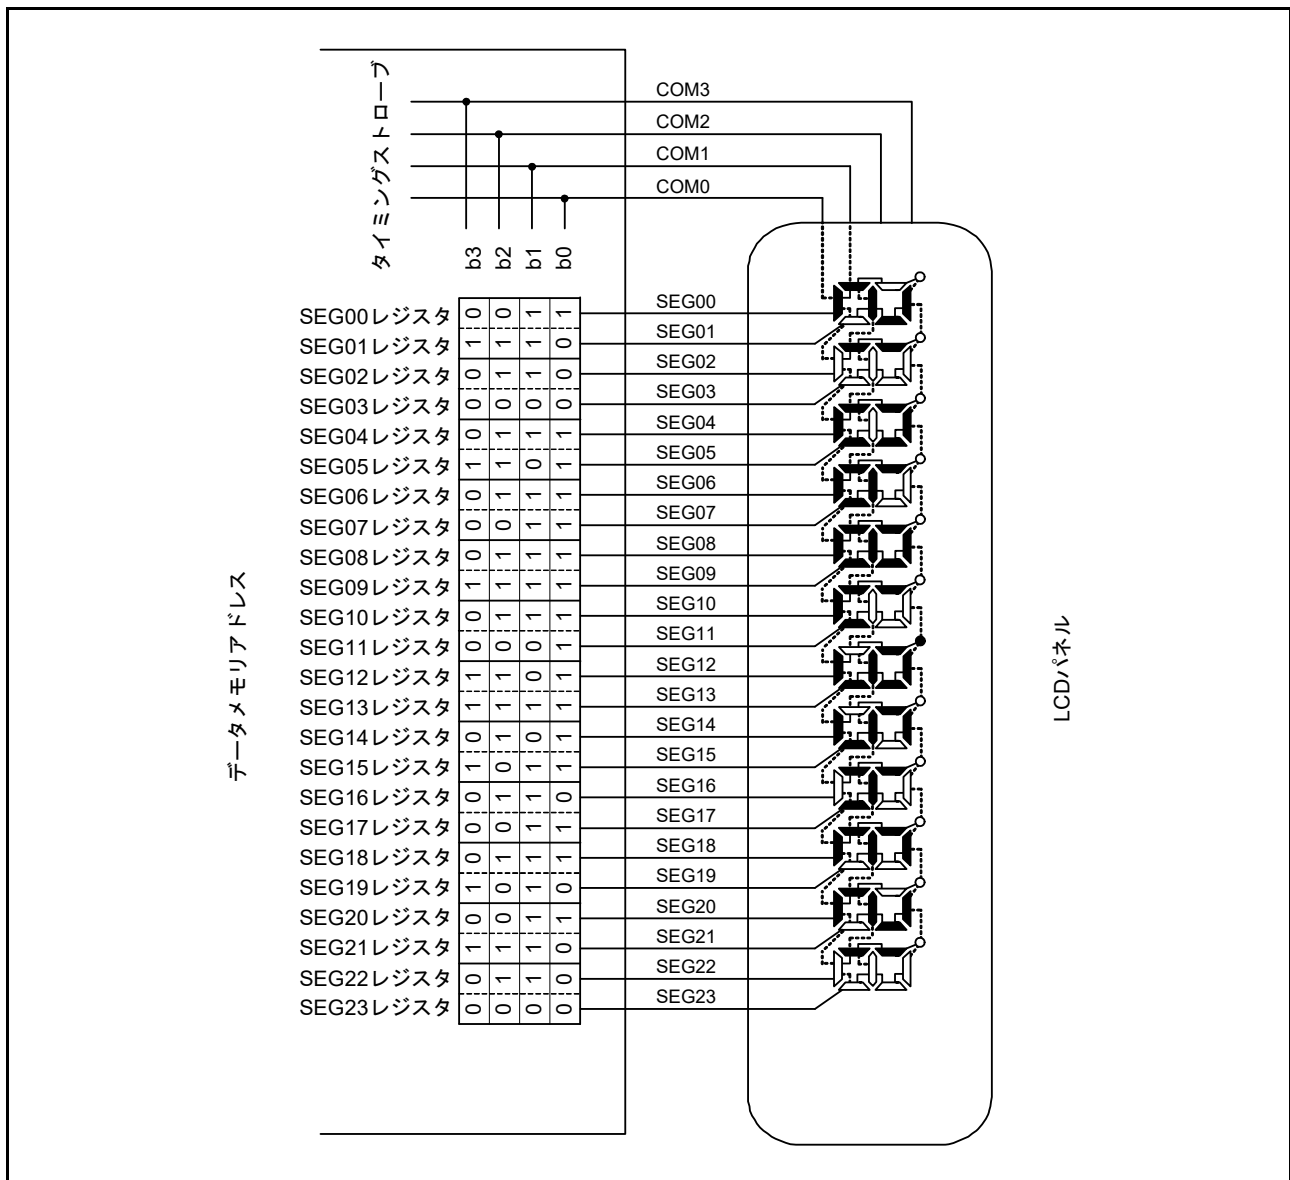 タイミングストローブ
COM3
COM2
COM1
COM0
b3 b2 b1 b0
データメモリアドレス
SEG00レジスタ 0 0 1 1 SEG00
SEG01レジスタ 1 1 1 0 SEG01
SEG02レジスタ 0 1 1 0 SEG02
SEG03レジスタ 0 0 0 0 SEG03
SEG04レジスタ 0 1 1 1 SEG04
SEG05レジスタ 1 1 0 1 SEG05
SEG06レジスタ 0 1 1 1 SEG06
SEG07レジスタ 0 0 1 1 SEG07
SEG08レジスタ 0 1 1 1 SEG08
SEG09レジスタ 1 1 1 1 SEG09
SEG10レジスタ 0 1 1 1 SEG10
SEG11レジスタ 0 0 0 1 SEG11
SEG12レジスタ 1 1 0 1 SEG12
SEG13レジスタ 1 1 1 1 SEG13
SEG14レジスタ 0 1 0 1 SEG14
SEG15レジスタ 1 0 1 1 SEG15
SEG16レジスタ 0 1 1 0 SEG16
SEG17レジスタ 0 0 1 1 SEG17
SEG18レジスタ 0 1 1 1 SEG18
SEG19レジスタ 1 0 1 0 SEG19
SEG20レジスタ 0 0 1 1 SEG20
SEG21レジスタ 1 1 1 0 SEG21
SEG22レジスタ 0 1 1 0 SEG22
SEG23レジスタ 0 0 0 0 SEG23
LCDパネル